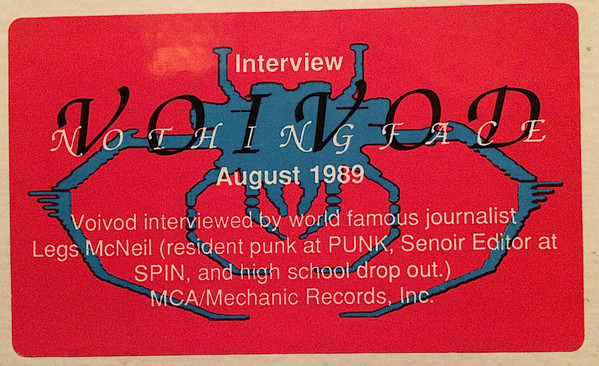 Interview
VOIVOD
NOTHINGFACE
August 1989
Voivod interviewed by world famous journalist
Legs McNeil (resident punk at PUNK, Senoir Editor at
SPIN, and high school drop out.)
MCA/Mechanic Records, Inc.